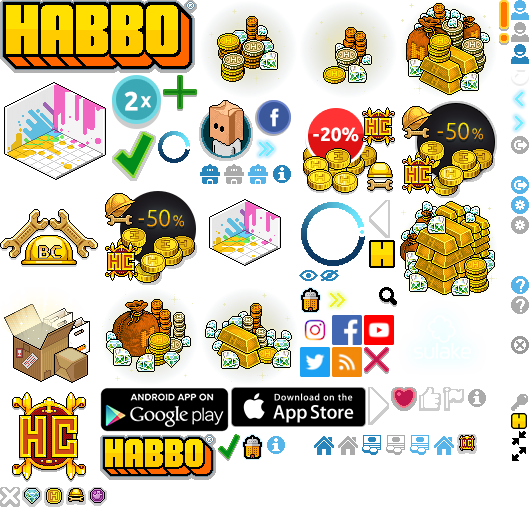 HABBO
®
2x
f
-20%
HC
-50%
HC
BC
-50%
HC
H
ANDROID APP ON
Google play
Download on the
App Store
HC
HABBO
®
H